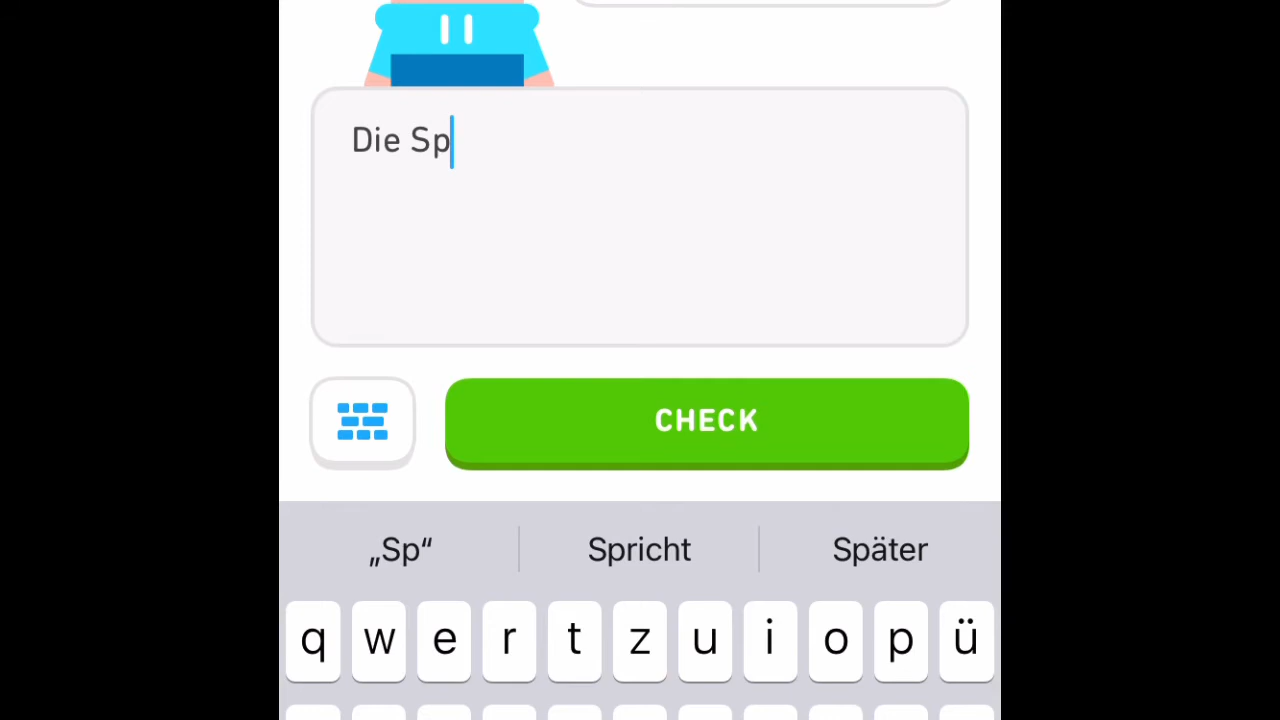 Die Sp
CHECK
„Sp“ Spricht Später
q w e r t z u i o p ü